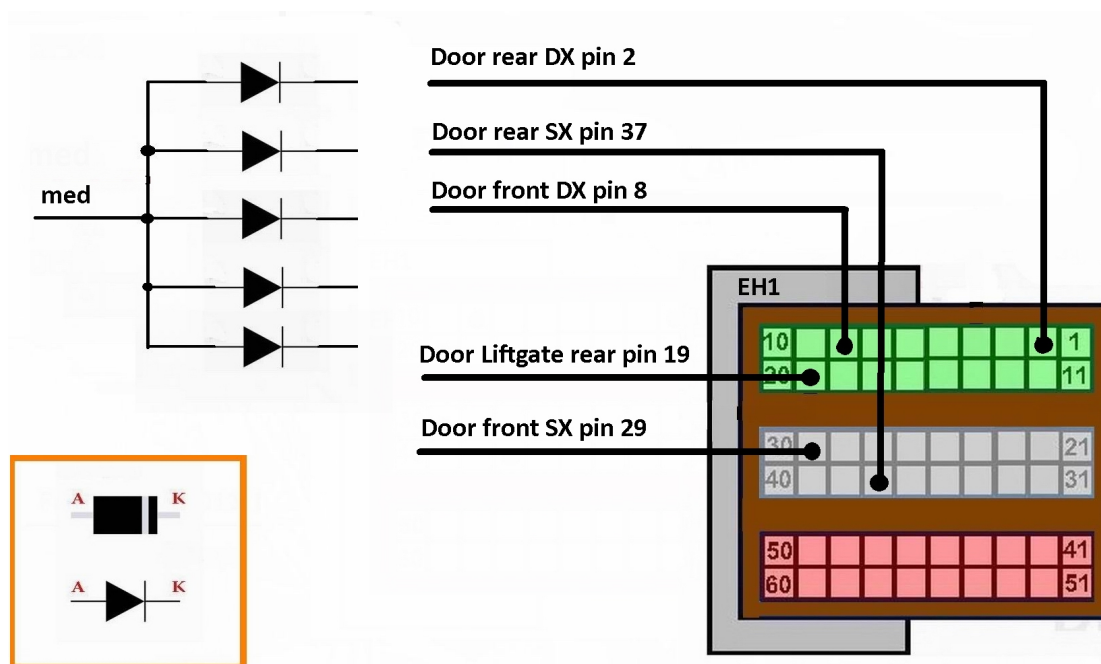 Door rear DX pin 2
Door rear SX pin 37
med
Door front DX pin 8
EH1
10 1
Door Liftgate rear pin 19
20 11
Door front SX pin 29
30 21
40 31
A K
50 41
60 51
A K